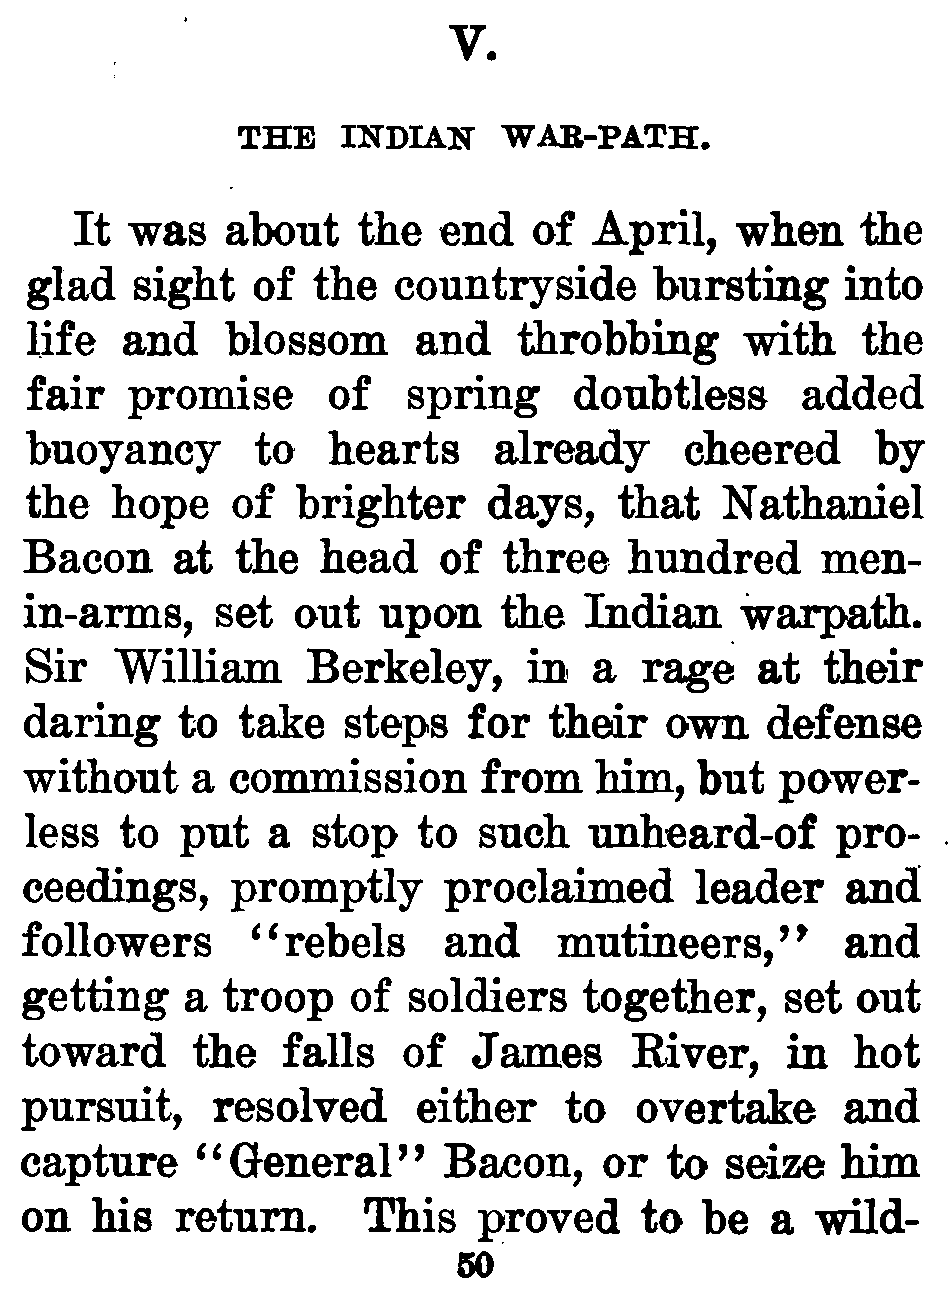 V.
THE INDIAN WAR-PATH.
It was about the end of April, when the
glad sight of the countryside bursting into
life and blossom and throbbing with the
fair promise of spring doubtless added
buoyancy to hearts already cheered by
the hope of brighter days, that Nathaniel
Bacon at the head of three hundred men-
in-arms, set out upon the Indian warpath.
Sir William Berkeley, in a rage at their
daring to take steps for their own defense
without a commission from him, but power-
less to put a stop to such unheard-of pro-
ceedings, promptly proclaimed leader and
followers "rebels and mutineers," and
getting a troop of soldiers together, set out
toward the falls of James River, in hot
pursuit, resolved either to overtake and
capture "General" Bacon, or to seize him
on his return. This proved to be a wild-
50